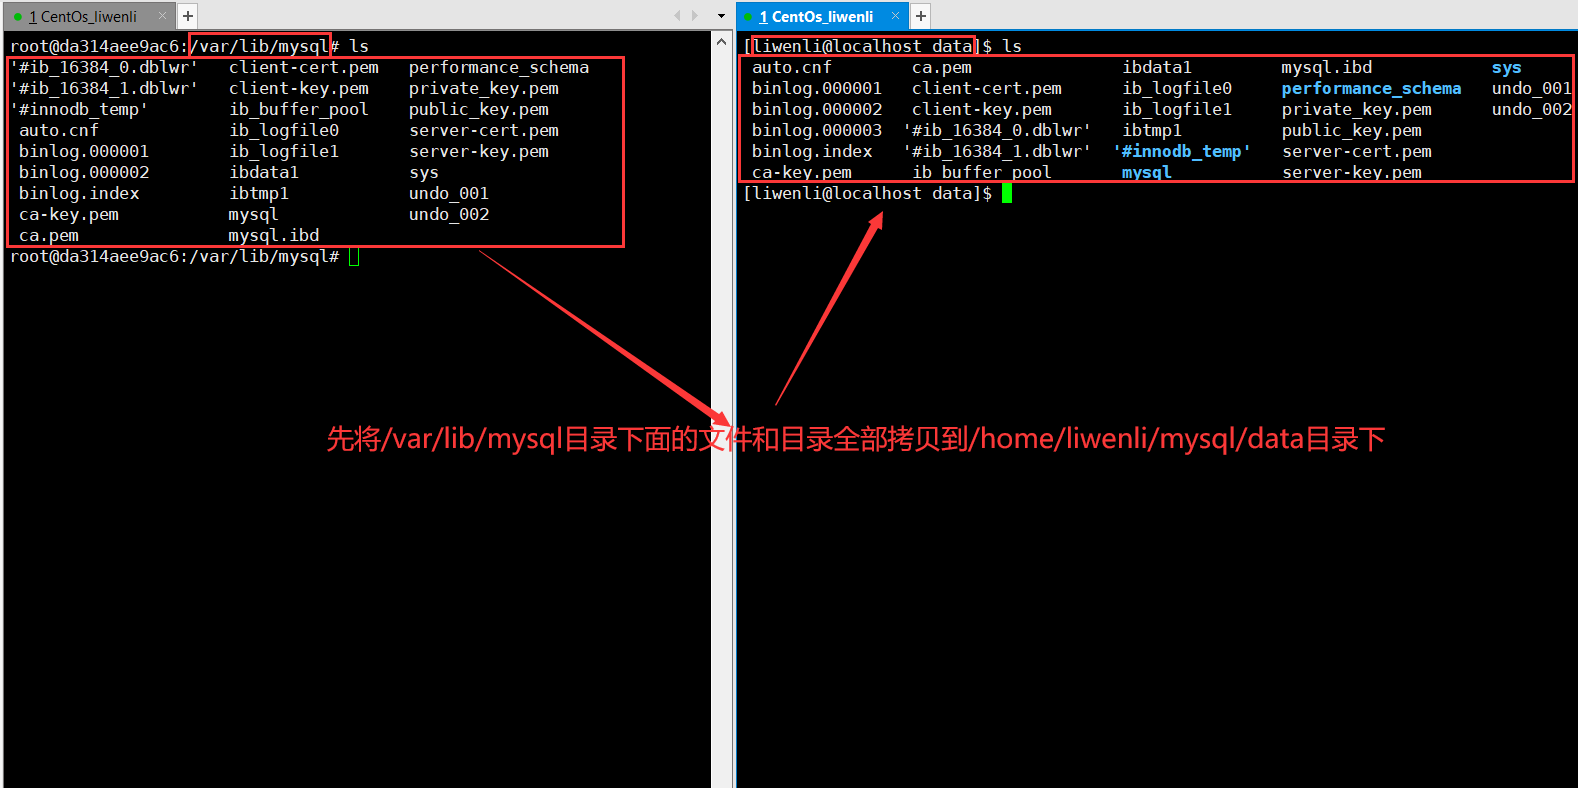 1 CentOs_liwenli × +
root@da314aee9ac6:/var/lib/mysql# ls
'#ib_16384_0.dblwr' client-cert.pem performance_schema
'#ib_16384_1.dblwr' client-key.pem private_key.pem
'#innodb_temp' ib_buffer_pool public_key.pem
auto.cnf ib_logfile0 server-cert.pem
binlog.000001 ib_logfile1 server-key.pem
binlog.000002 ibdata1 sys
binlog.index ibtmp1 undo_001
ca-key.pem mysql undo_002
ca.pem mysql.ibd
root@da314aee9ac6:/var/lib/mysql#
1 CentOs_liwenli × +
[liwenli@localhost data]$ ls
auto.cnf ca.pem ibdata1 mysql.ibd sys
binlog.000001 client-cert.pem ib_logfile0 performance_schema undo_001
binlog.000002 client-key.pem ib_logfile1 private_key.pem undo_002
binlog.000003 '#ib_16384_0.dblwr' ibtmp1 public_key.pem
binlog.index '#ib_16384_1.dblwr' '#innodb_temp' server-cert.pem
ca-key.pem ib_buffer_pool mysql server-key.pem
[liwenli@localhost data]$
先将/var/lib/mysql目录下面的文件和目录全部拷贝到/home/liwenli/mysql/data目录下